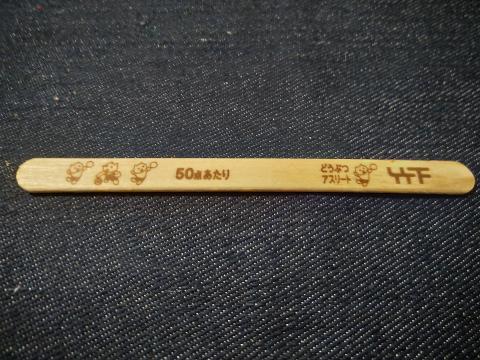 50点あたり
どうぶつ
アスリート